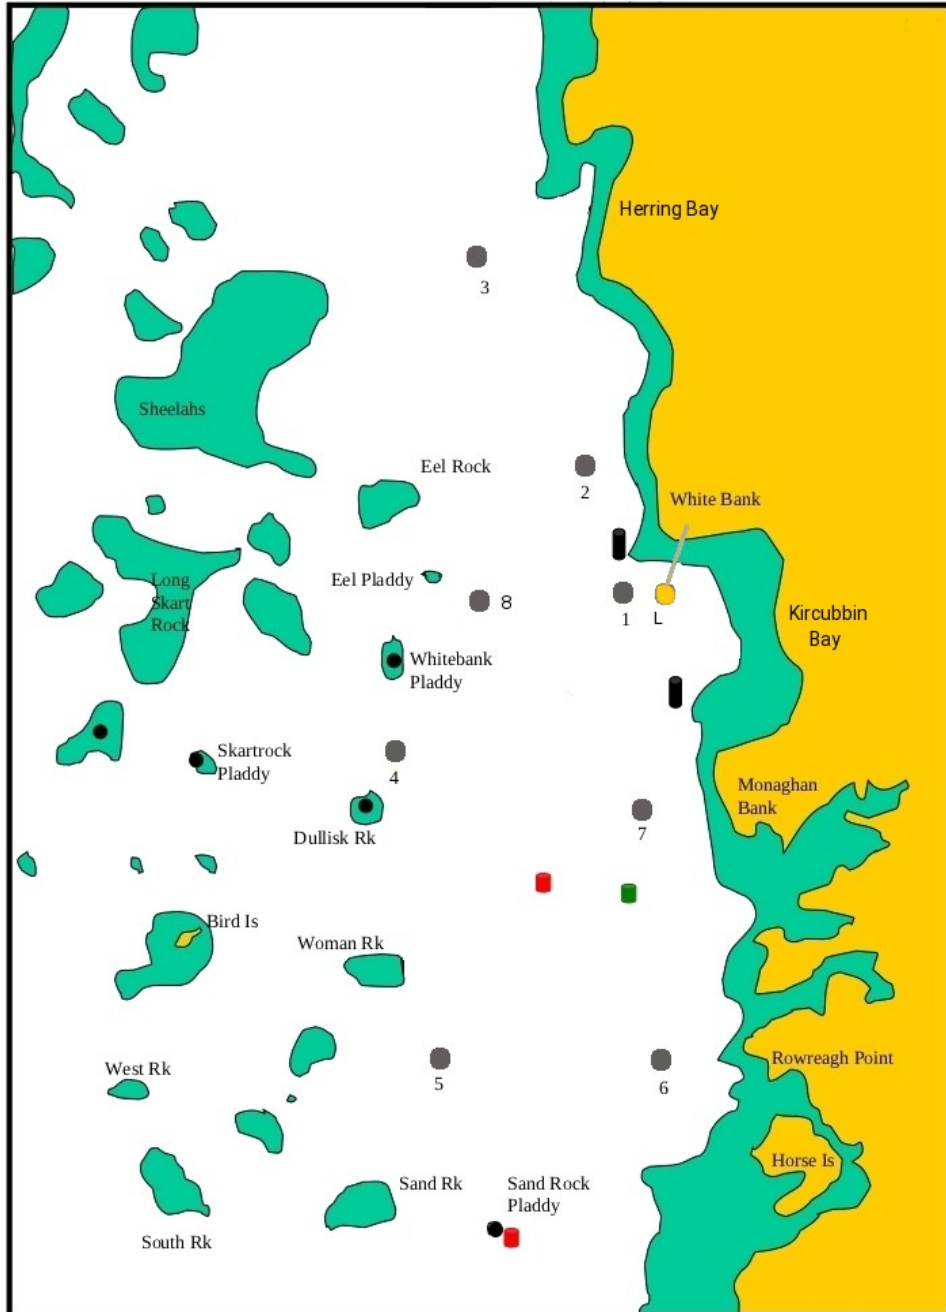 Herring Bay
3
Sheelahs
Eel Rock
2
White Bank
Eel Pladdy
8
1
L
Long
Skart
Rock
Kircubbin
Bay
Whitebank
Pladdy
Skartrock
Pladdy
4
Monaghan
Bank
7
Dullisk Rk
Bird Is
Woman Rk
West Rk
5
6
Rowreagh Point
Horse Is
Sand Rk
Sand Rock
Pladdy
South Rk